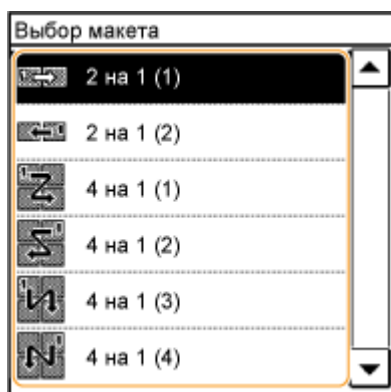 Выбор макета
2 на 1 (1)
2 на 1 (2)
4 на 1 (1)
4 на 1 (2)
4 на 1 (3)
4 на 1 (4)